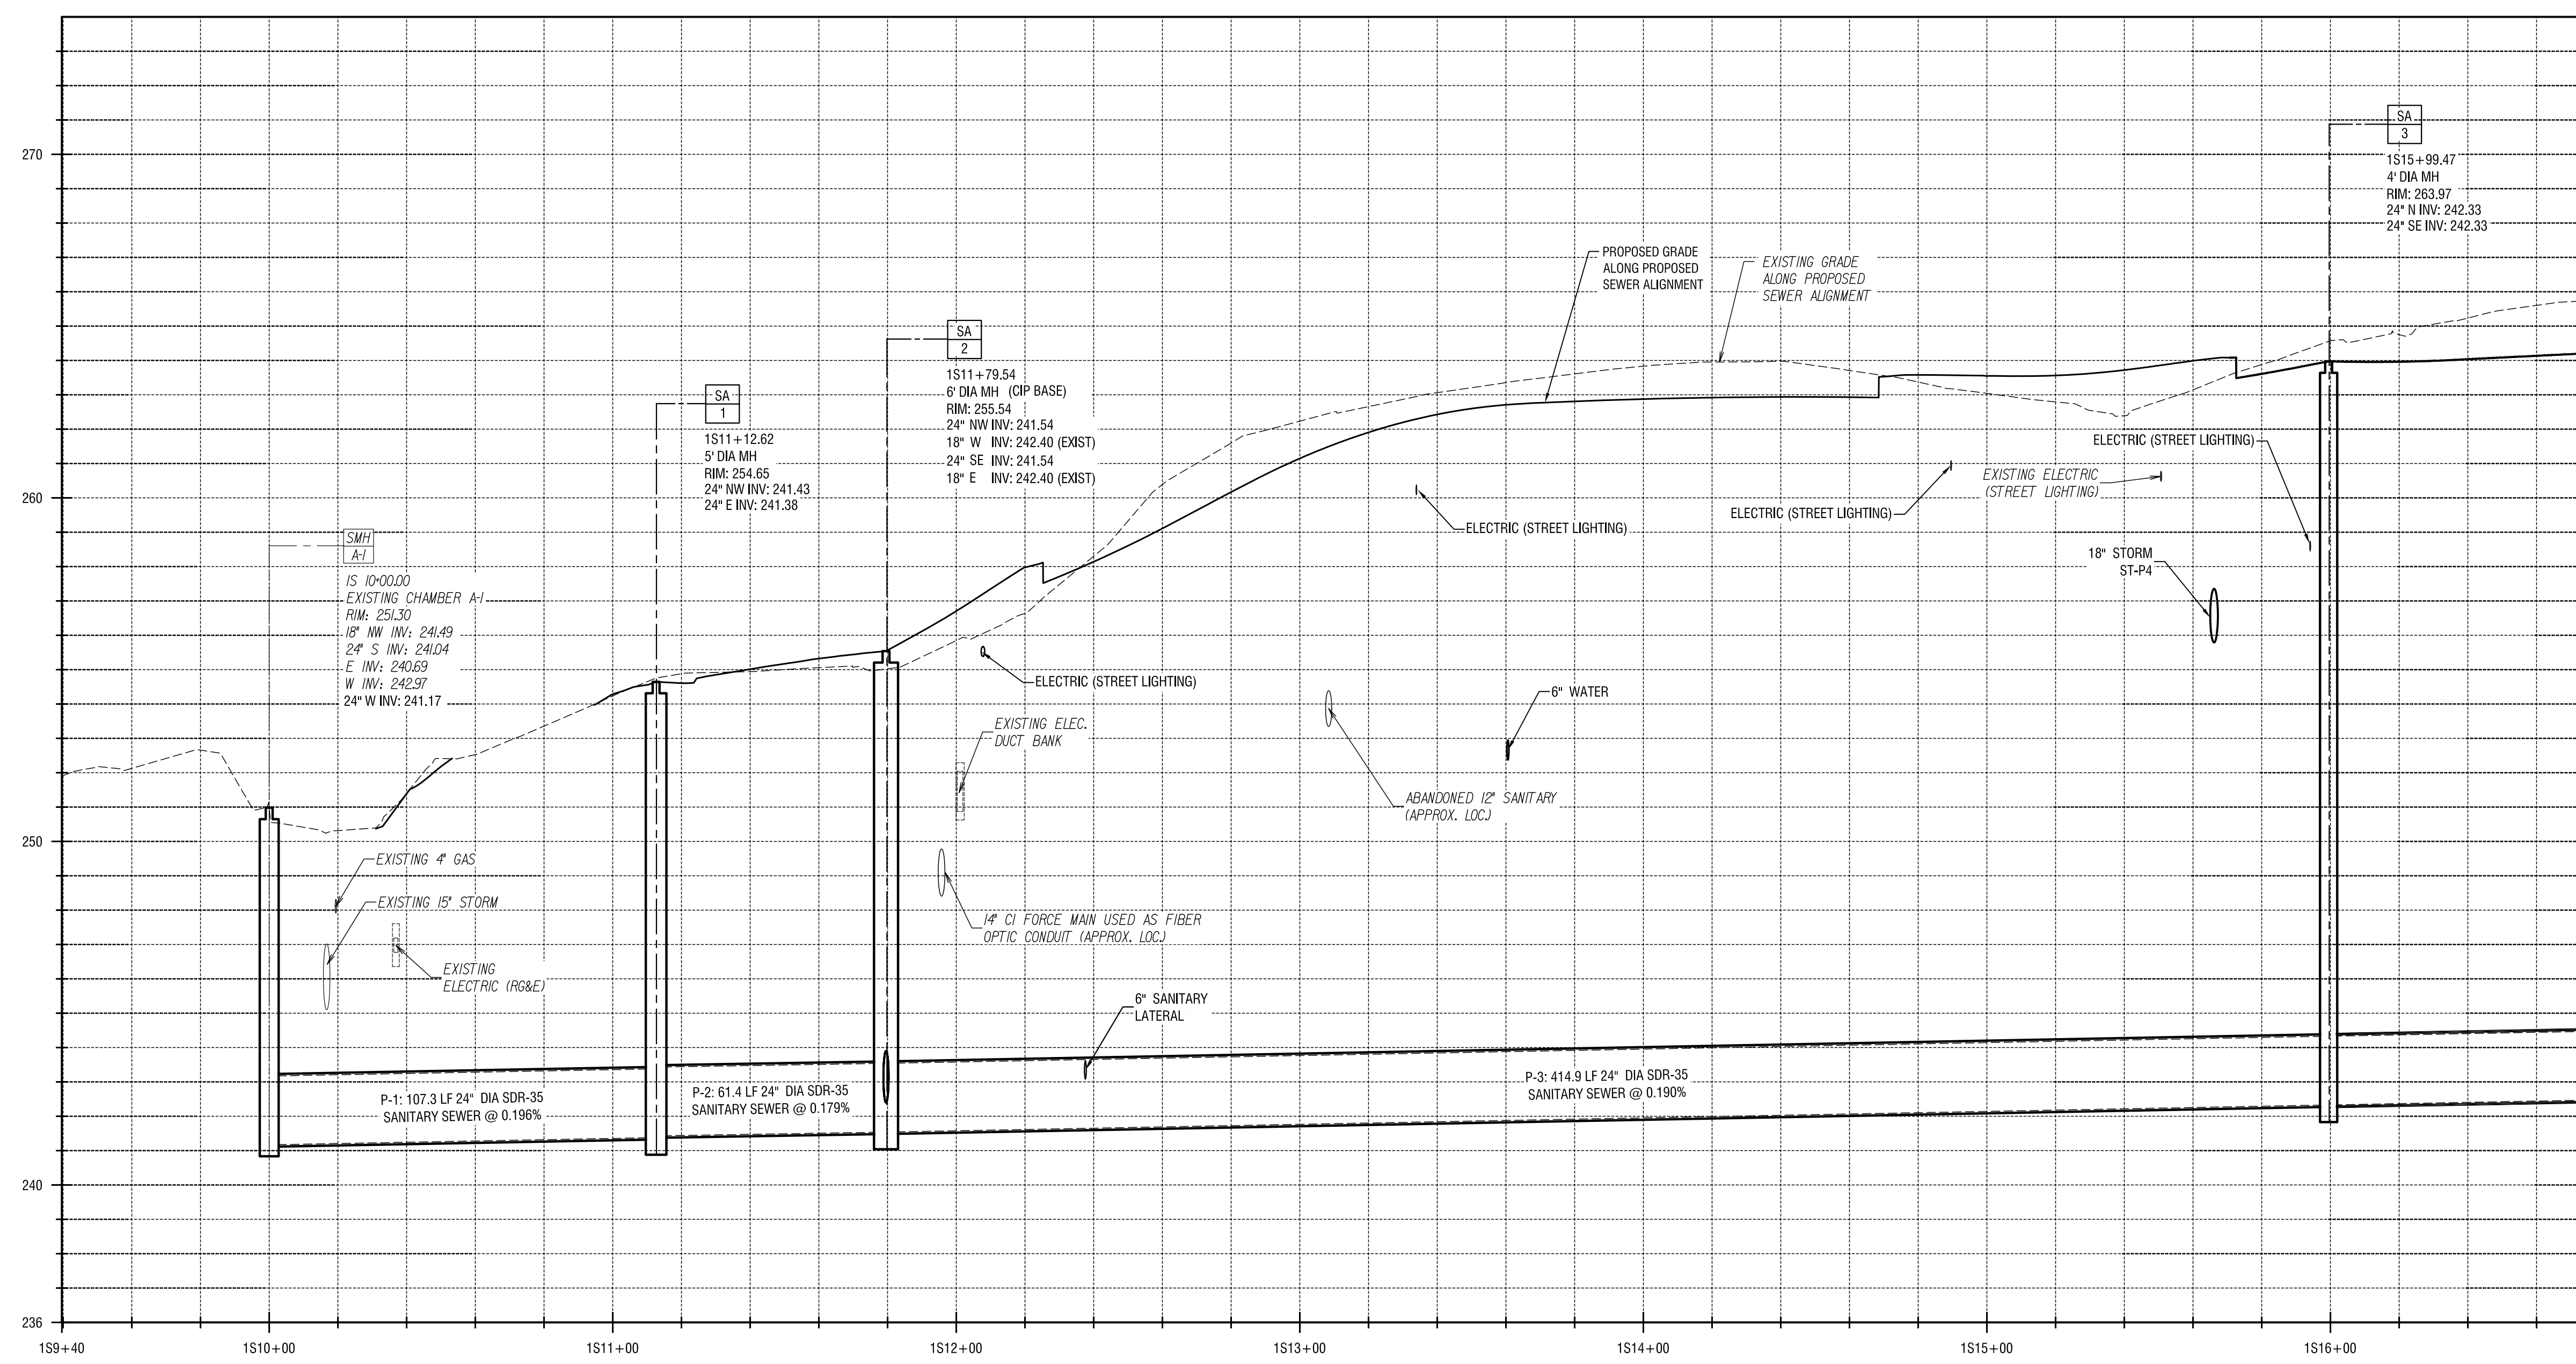 270
260
250
240
236
1S9+40
1S10+00
1S11+00
1S12+00
1S13+00
1S14+00
1S15+00
1S16+00
SMH
A-1
1S 10+00.00
EXISTING CHAMBER A-1
RIM: 251.30
18" NW INV: 241.49
24" S INV: 241.04
E INV: 240.69
W INV: 242.97
24" W INV: 241.17
SA
1
1S11+12.62
5' DIA MH
RIM: 254.65
24" NW INV: 241.43
24" E INV: 241.38
SA
2
1S11+79.54
6' DIA MH (CIP BASE)
RIM: 255.54
24" NW INV: 241.54
18" W INV: 242.40 (EXIST)
24" SE INV: 241.54
18" E INV: 242.40 (EXIST)
SA
3
1S15+99.47
4' DIA MH
RIM: 263.97
24" N INV: 242.33
24" SE INV: 242.33
PROPOSED GRADE
ALONG PROPOSED
SEWER ALIGNMENT
EXISTING GRADE
ALONG PROPOSED
SEWER ALIGNMENT
ELECTRIC (STREET LIGHTING)
EXISTING ELECTRIC
(STREET LIGHTING)
ELECTRIC (STREET LIGHTING)
ELECTRIC (STREET LIGHTING)
18" STORM
ST-P4
ELECTRIC (STREET LIGHTING)
6" WATER
EXISTING ELEC.
DUCT BANK
ABANDONED 12" SANITARY
(APPROX. LOC.)
EXISTING 4" GAS
EXISTING 15" STORM
14" CI FORCE MAIN USED AS FIBER
OPTIC CONDUIT (APPROX. LOC.)
EXISTING
ELECTRIC (RG&E)
6" SANITARY
LATERAL
P-1: 107.3 LF 24" DIA SDR-35
SANITARY SEWER @ 0.196%
P-2: 61.4 LF 24" DIA SDR-35
SANITARY SEWER @ 0.179%
P-3: 414.9 LF 24" DIA SDR-35
SANITARY SEWER @ 0.190%